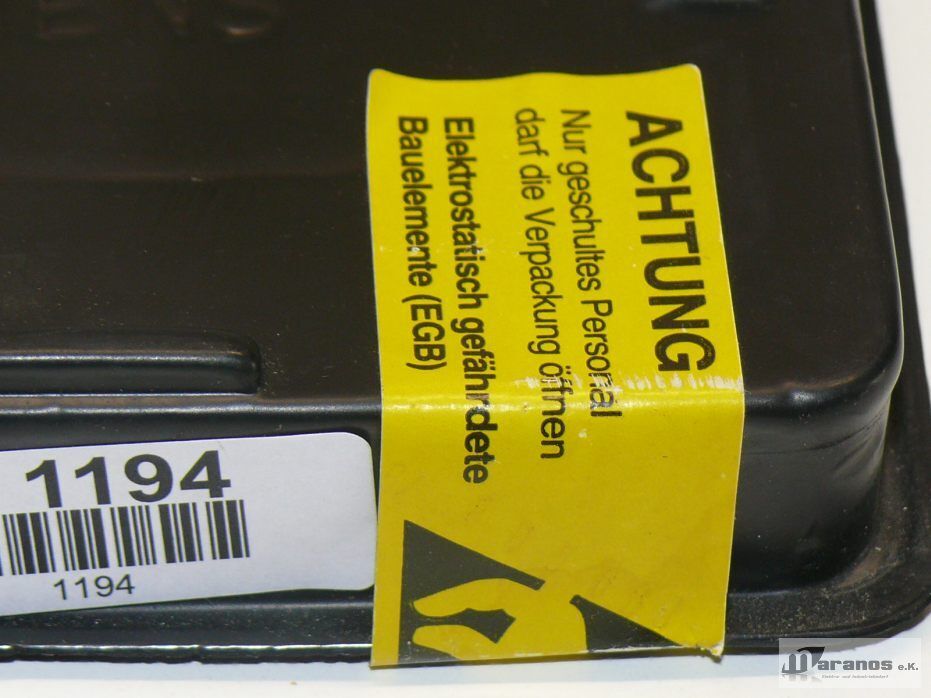 ACHTUNG
Nur geschultes Personal
darf die Verpackung öffnen
Elektrostatisch gefährdete
Bauelemente (EGB)
1194
1194
Maranos e.K.